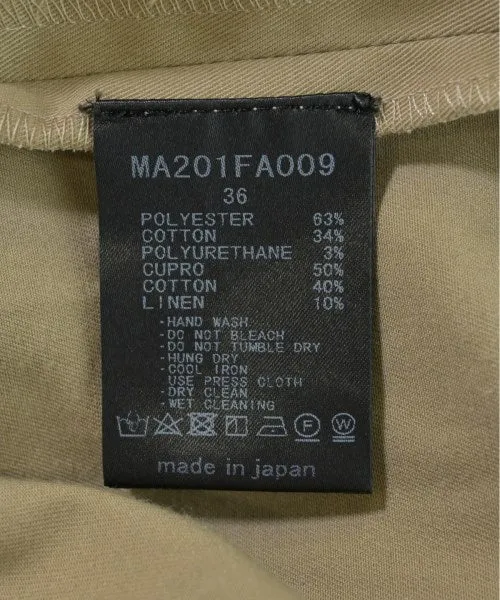 MA201FA009
36
POLYESTER 63%
COTTON 34%
POLYURETHANE 3%
CUPRO 50%
COTTON 40%
LINEN 10%
-HAND WASH
-DO NOT BLEACH
-DO NOT TUMBLE DRY
-HUNG DRY
-COOL IRON
USE PRESS CLOTH
-DRY CLEAN
-WET CLEANING
F W
made in japan